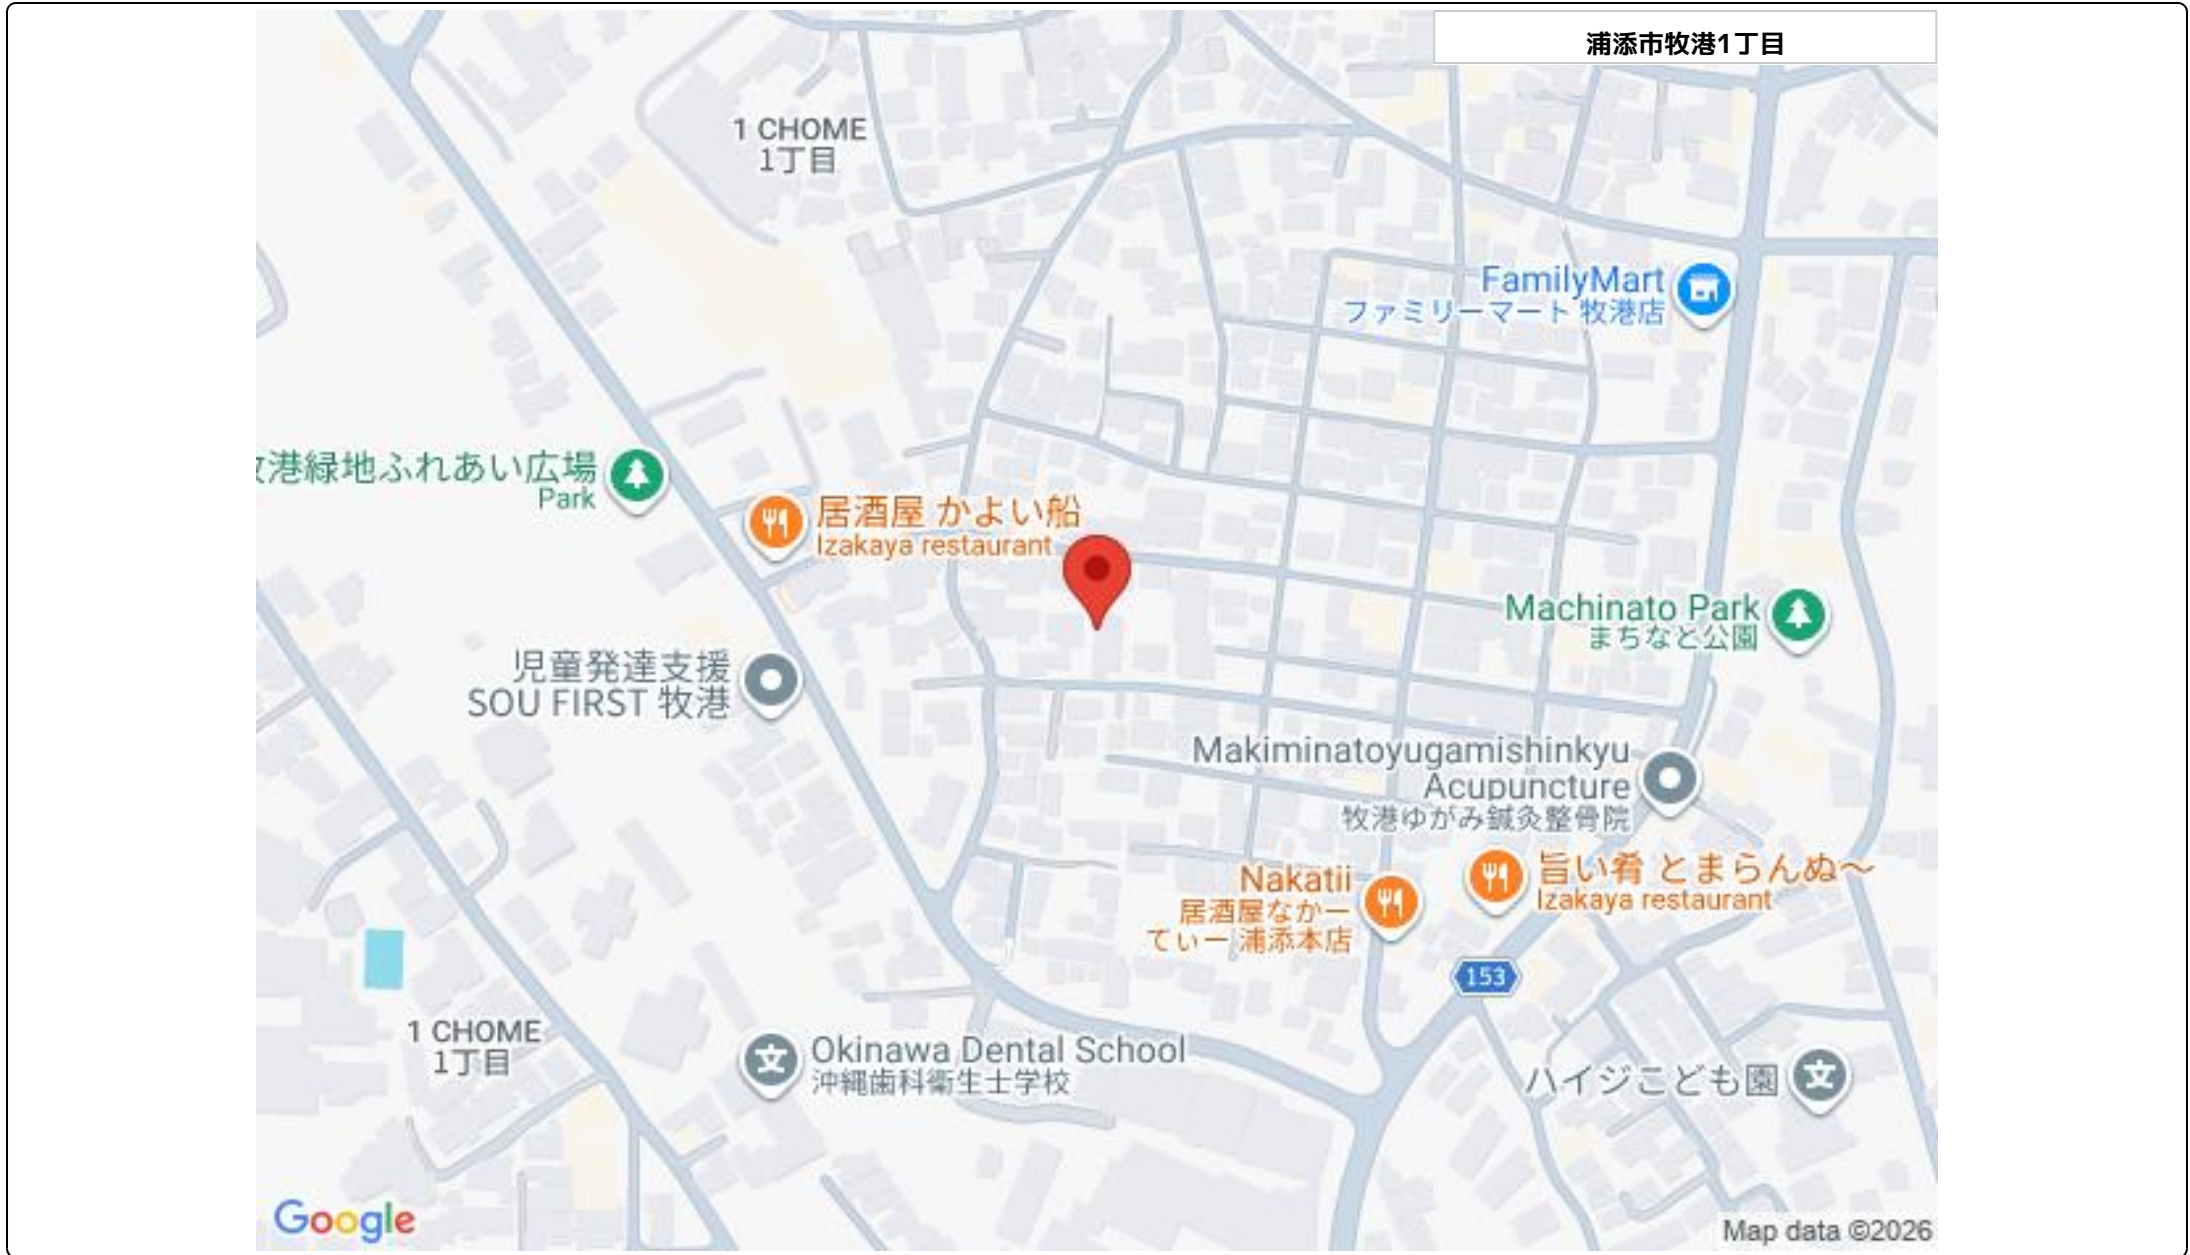 浦添市牧港1丁目
1 CHOME
1丁目
FamilyMart
ファミリーマート 牧港店
港緑地ふれあい広場
Park
居酒屋 かよい船
Izakaya restaurant
Machinato Park
まちなと公園
児童発達支援
SOU FIRST 牧港
Makiminatoyugamishinkyu
Acupuncture
牧港ゆがみ鍼灸整骨院
Nakatii
居酒屋なかー
てぃー 浦添本店
旨い肴 とまらんぬ～
Izakaya restaurant
153
1 CHOME
1丁目
Okinawa Dental School
沖縄歯科衛生士学校
ハイジこども園
Google
Map data ©2026